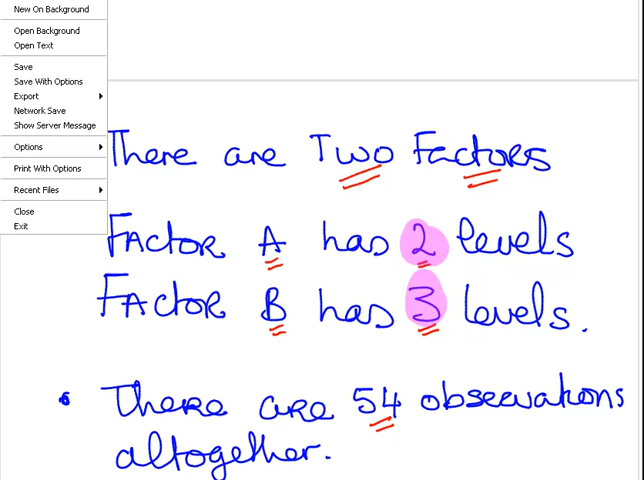 New On Background
Open Background
Open Text
Save
Save With Options
Export
Network Save
Show Server Message
Options
Print With Options
Recent Files
Close
Exit
There are Two Factors
Factor A has 2 levels
Factor B has 3 levels.
There are 54 observations
altogether.